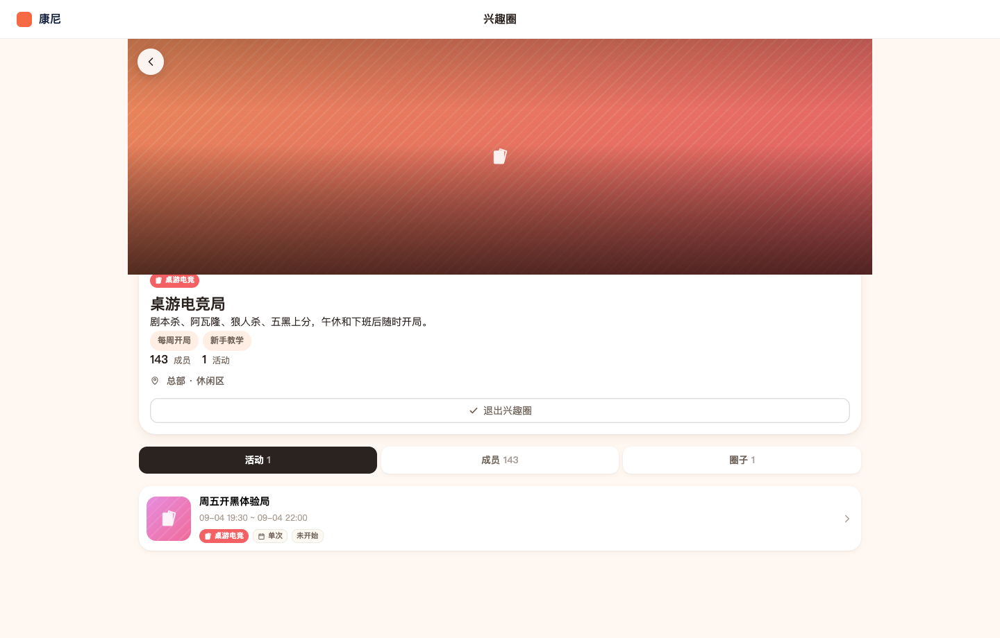 康尼
兴趣圈
桌游电竞
桌游电竞局
剧本杀、阿瓦隆、狼人杀、五黑上分，午休和下班后随时开局。
每周开局 新手教学
143 成员 1 活动
总部 · 休闲区
退出兴趣圈
活动 1 成员 143 圈子 1
周五开黑体验局
09-04 19:30 ~ 09-04 22:00
桌游电竞 单次 未开始